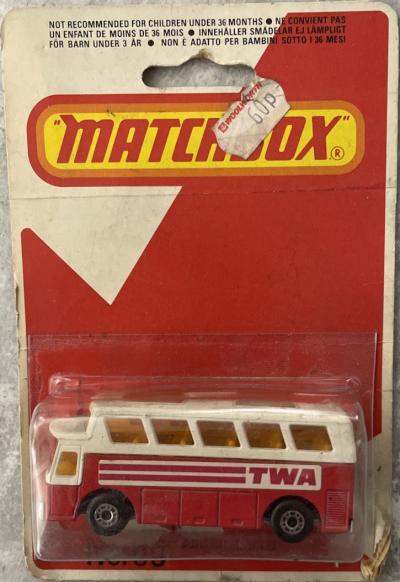 NOT RECOMMENDED FOR CHILDREN UNDER 36 MONTHS • NE CONVIENT PAS
UN ENFANT DE MOINS DE 36 MOIS • INNEHÅLLER SMÅDELAR EJ LÄMPLIGT
FÖR BARN UNDER 3 ÅR • NON È ADATTO PER BAMBINI SOTTO I 36 MESI
WOOLWORTH
60p
"MATCHBOX"®
TWA